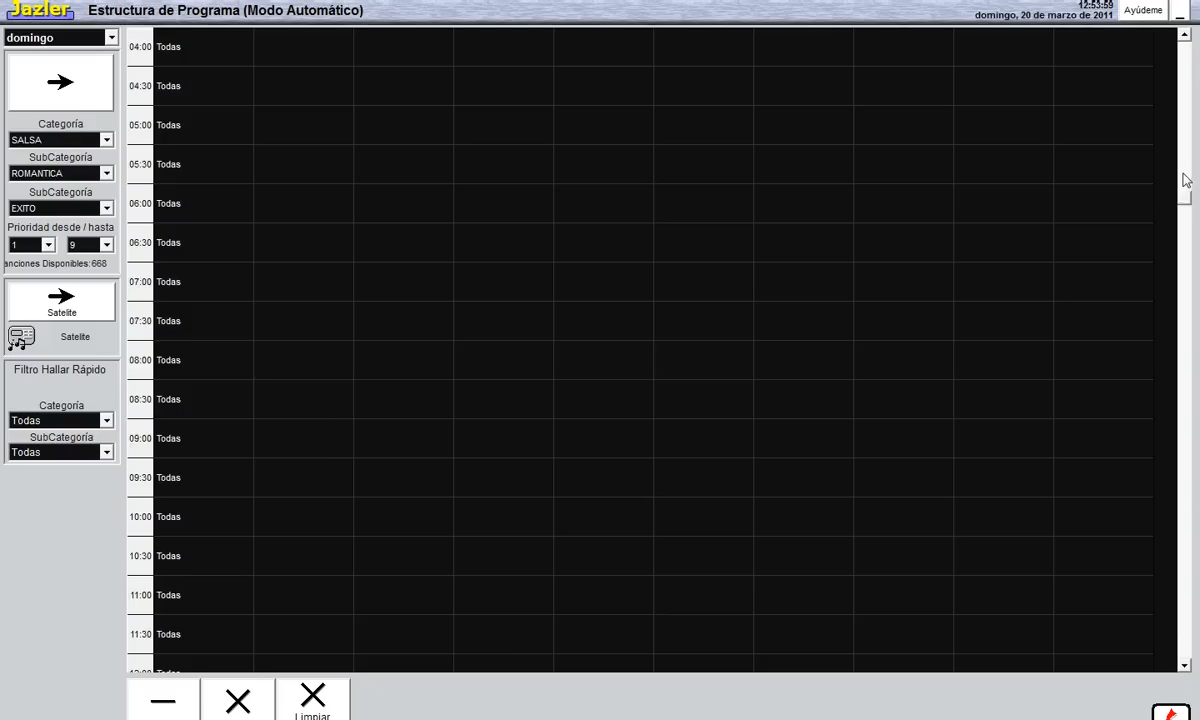 Jazler
Estructura de Programa (Modo Automático)
12:53:59
domingo, 20 de marzo de 2011
Ayúdeme
domingo
Categoría
SALSA
SubCategoría
ROMANTICA
SubCategoría
EXITO
Prioridad desde / hasta
1
9
anciones Disponibles:668
Satelite
Satelite
Filtro Hallar Rápido
Categoría
Todas
SubCategoría
Todas
04:00 Todas
04:30 Todas
05:00 Todas
05:30 Todas
06:00 Todas
06:30 Todas
07:00 Todas
07:30 Todas
08:00 Todas
08:30 Todas
09:00 Todas
09:30 Todas
10:00 Todas
10:30 Todas
11:00 Todas
11:30 Todas
12:00 Todas
Limpiar